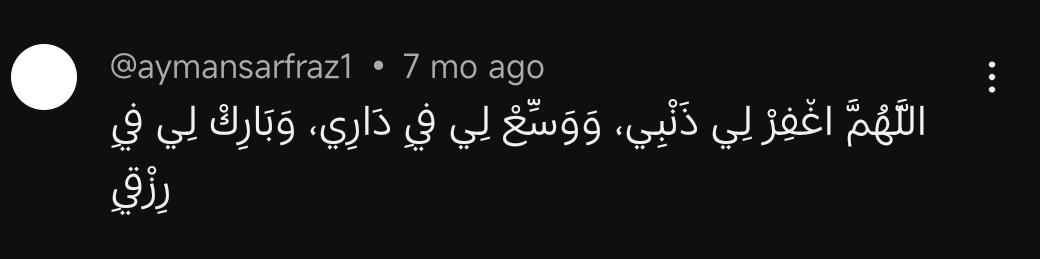 @aymansarfraz1 • 7 mo ago
اللَّهُمَّ اغْفِرْ لِي ذَنْبِي، وَوَسِّعْ لِي فِي دَارِي، وَبَارِكْ لِي فِي
رِزْقِي